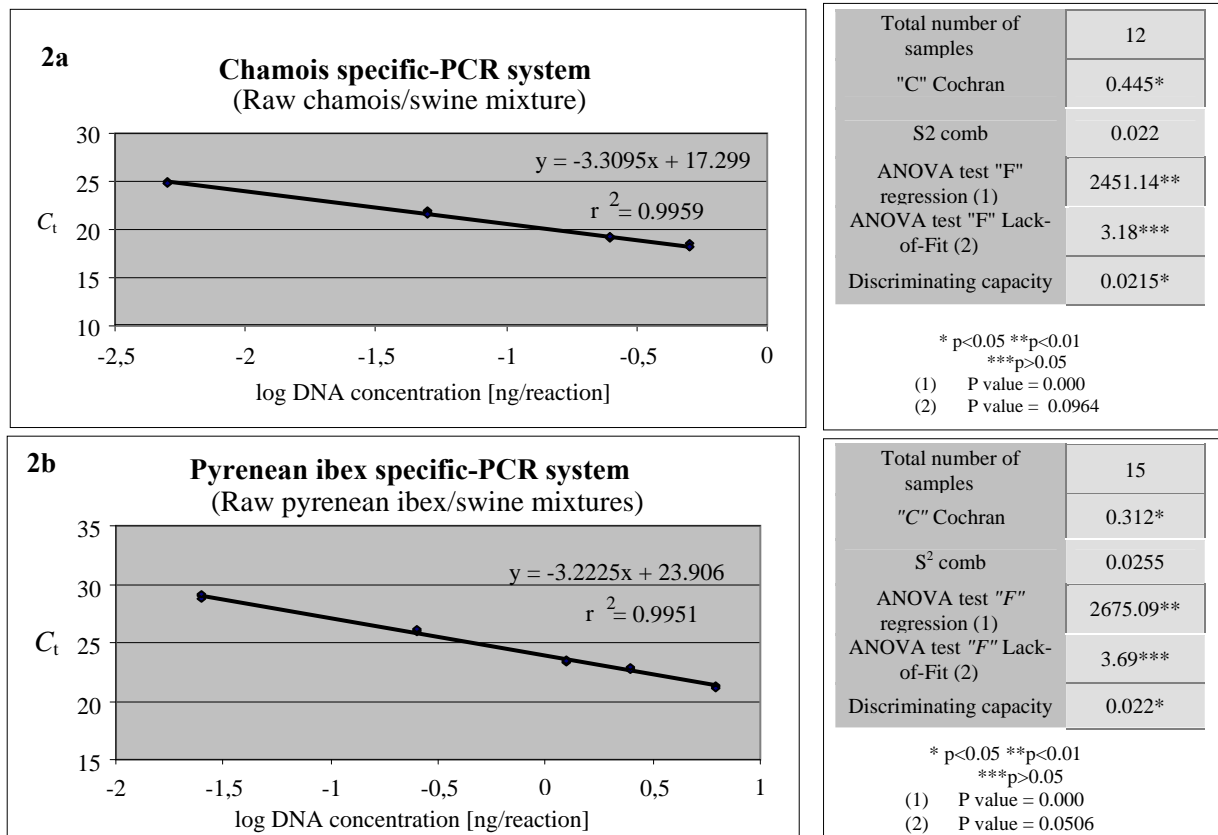 2a
Chamois specific-PCR system
(Raw chamois/swine mixture)
30
25
20
15
10
Ct
y = -3.3095x + 17.299
r 2 = 0.9959
-2,5 -2 -1,5 -1 -0,5 0
log DNA concentration [ng/reaction]
Total number of
samples
12
"C" Cochran
0.445*
S2 comb
0.022
ANOVA test "F"
regression (1)
2451.14**
ANOVA test "F" Lack-
of-Fit (2)
3.18***
Discriminating capacity
0.0215*
* p<0.05 **p<0.01
***p>0.05
(1) P value = 0.000
(2) P value = 0.0964
2b
Pyrenean ibex specific-PCR system
(Raw pyrenean ibex/swine mixtures)
35
30
25
20
15
Ct
y = -3.2225x + 23.906
r 2 = 0.9951
-2 -1,5 -1 -0,5 0 0,5 1
log DNA concentration [ng/reaction]
Total number of
samples
15
"C" Cochran
0.312*
S2 comb
0.0255
ANOVA test "F"
regression (1)
2675.09**
ANOVA test "F" Lack-
of-Fit (2)
3.69***
Discriminating capacity
0.022*
* p<0.05 **p<0.01
***p>0.05
(1) P value = 0.000
(2) P value = 0.0506